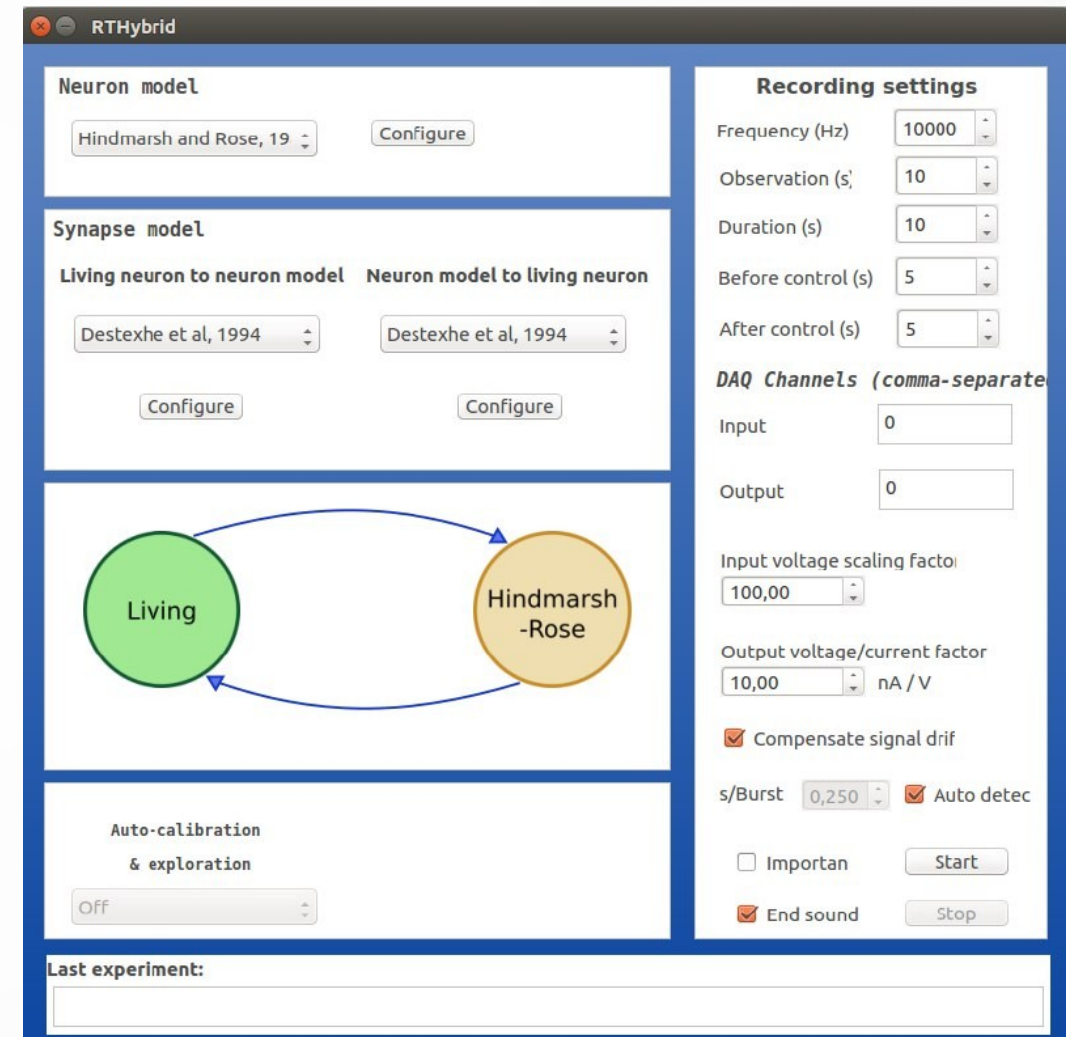 RTHybrid
Neuron model
Hindmarsh and Rose, 19
Configure
Synapse model
Living neuron to neuron model
Neuron model to living neuron
Destexhe et al, 1994
Destexhe et al, 1994
Configure
Configure
Living
Hindmarsh
-Rose
Auto-calibration
& exploration
Off
Recording settings
Frequency (Hz)
10000
Observation (s)
10
Duration (s)
10
Before control (s)
5
After control (s)
5
DAQ Channels (comma-separated
Input
0
Output
0
Input voltage scaling factor
100,00
Output voltage/current factor
10,00
nA / V
Compensate signal drif
s/Burst
0,250
Auto detec
Importan
Start
End sound
Stop
Last experiment: